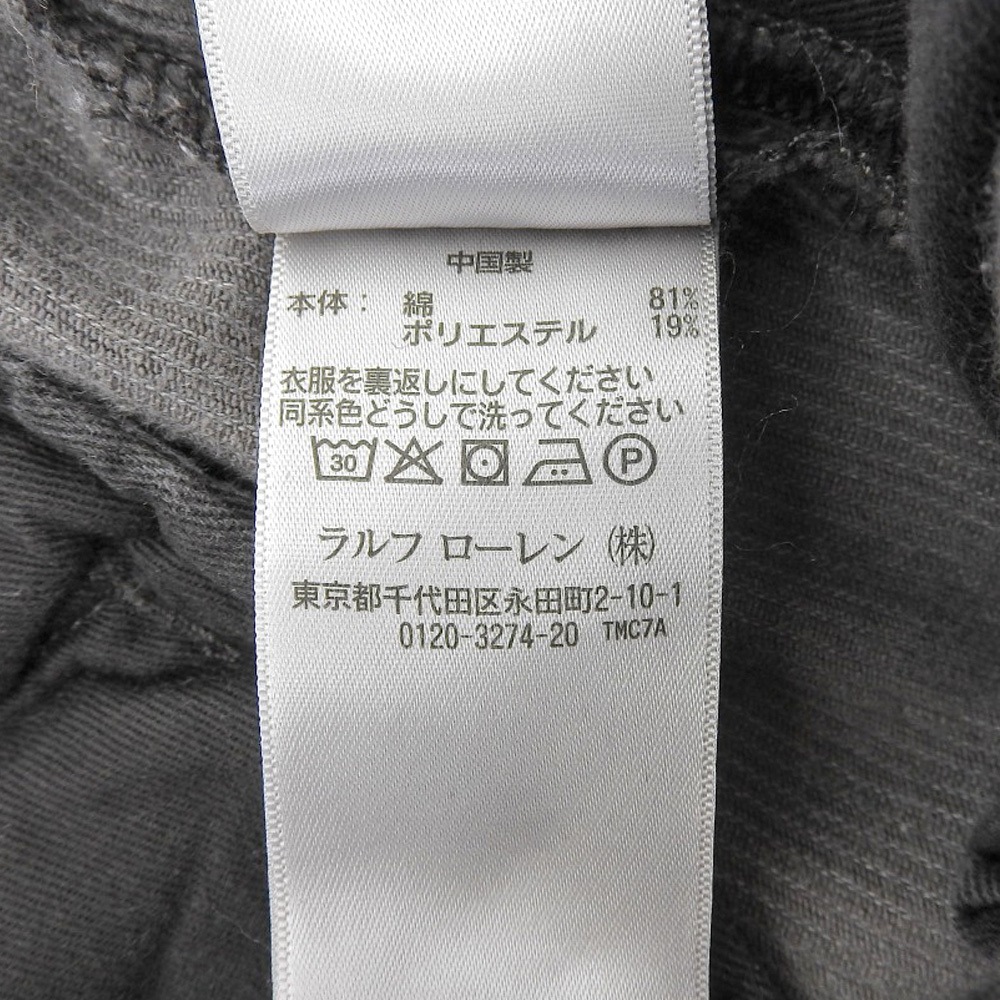 中国製
本体： 綿 81%
ポリエステル 19%
衣服を裏返しにしてください
同系色どうしで洗ってください
30 P
ラルフ ローレン ㈱
東京都千代田区永田町2-10-1
0120-3274-20 TMC7A